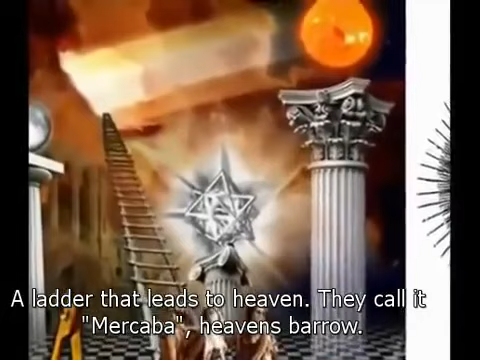 A ladder that leads to heaven. They call it
"Mercaba", heavens barrow.